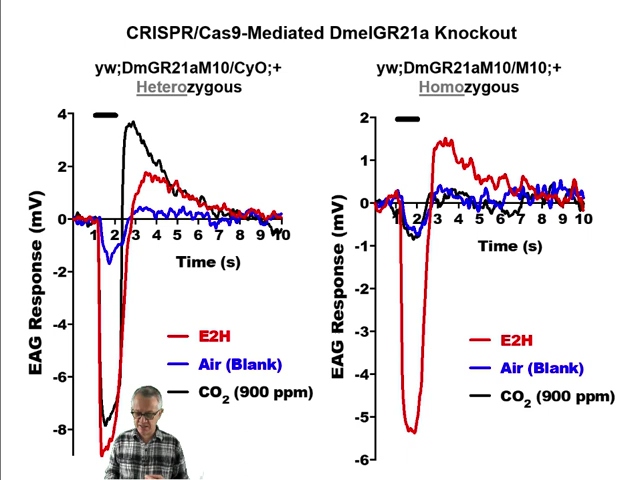 CRISPR/Cas9-Mediated DmelGR21a Knockout
yw;DmGR21aM10/CyO;+
Heterozygous
yw;DmGR21aM10/M10;+
Homozygous
EAG Response (mV)
4
2
0
-2
-4
-6
-8
1 2 3 4 5 6 7 8 9 10
Time (s)
E2H
Air (Blank)
CO2 (900 ppm)
EAG Response (mV)
2
1
0
-1
-2
-3
-4
-5
-6
1 2 3 4 5 6 7 8 9 10
Time (s)
E2H
Air (Blank)
CO2 (900 ppm)